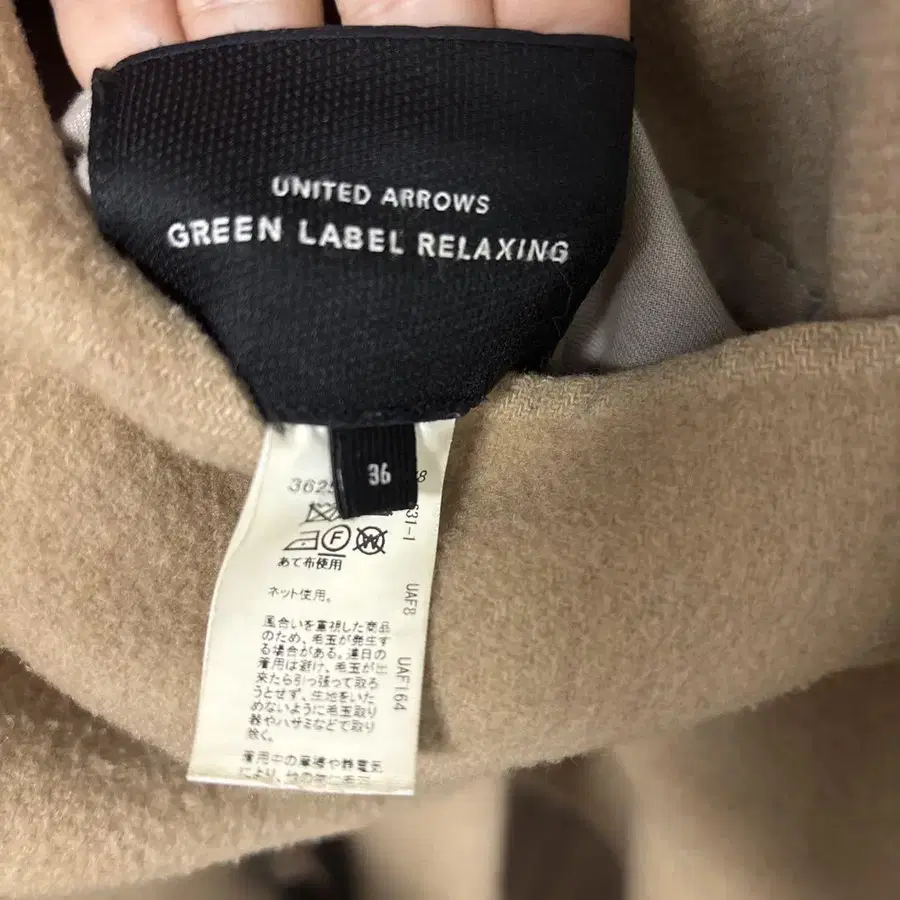 UNITED ARROWS
GREEN LABEL RELAXING
36
3625
F
W
あて布使用
ネット使用。
風合いを重視した商品
のため、毛玉が発生す
る場合がある。連日の
着用は避け、毛玉が出
来たら引っ張って取ろ
うとせず、生地をいた
めないように毛玉取り
器やハサミなどで取り
除く。
着用中の摩擦や静電気
により、他の
31-1
UAF8
UAF164